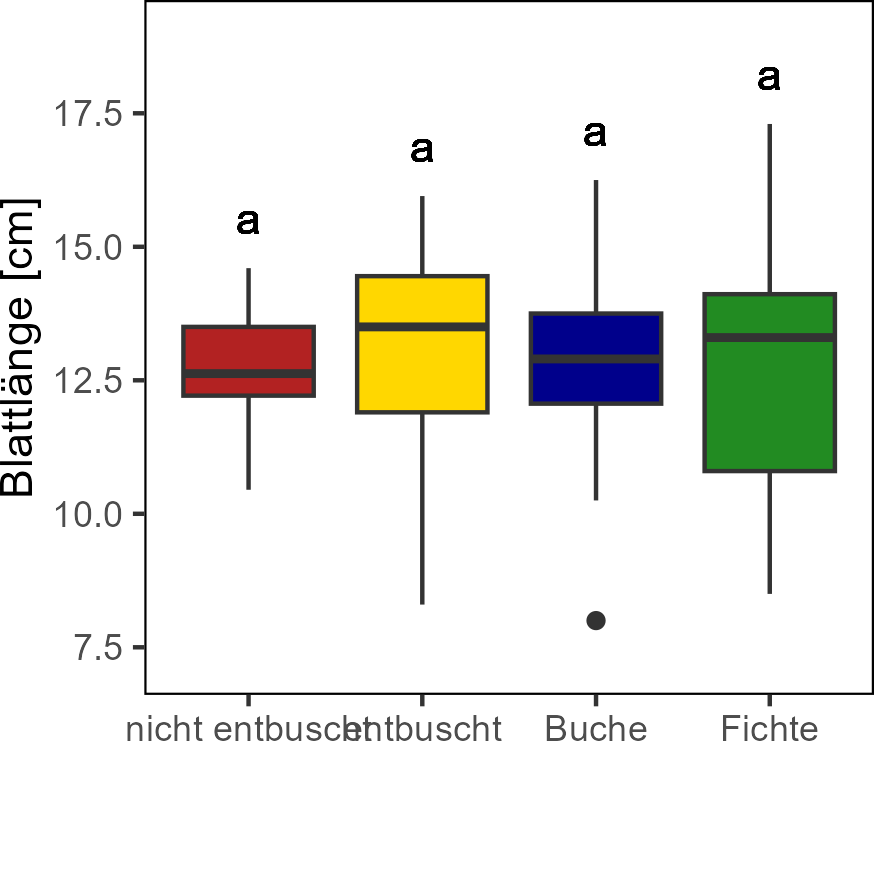 a
a
a
a
17.5
15.0
12.5
10.0
7.5
Blattlänge [cm]
nicht entbuscht entbuscht Buche Fichte